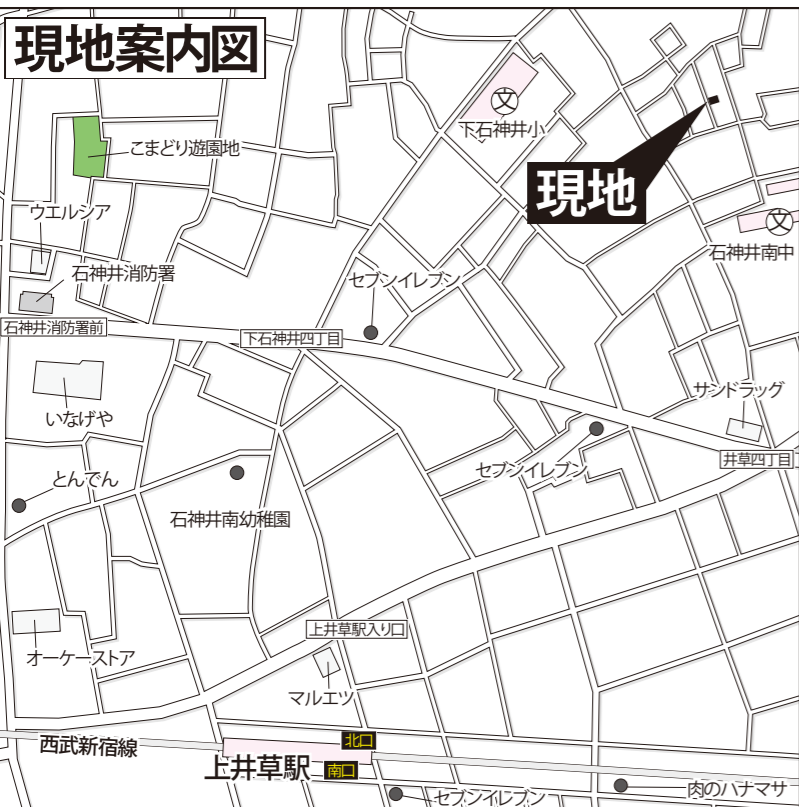 現地案内図
文
下石神井小
こまどり遊園地
現地
ウエルシア
文
石神井南中
石神井消防署
セブンイレブン
石神井消防署前
下石神井四丁目
いなげや
サンドラッグ
井草四丁目
セブンイレブン
とんでん
石神井南幼稚園
上井草駅入り口
オーケーストア
マルエツ
西武新宿線
北口
上井草駅
南口
肉のハナマサ
セブンイレブン